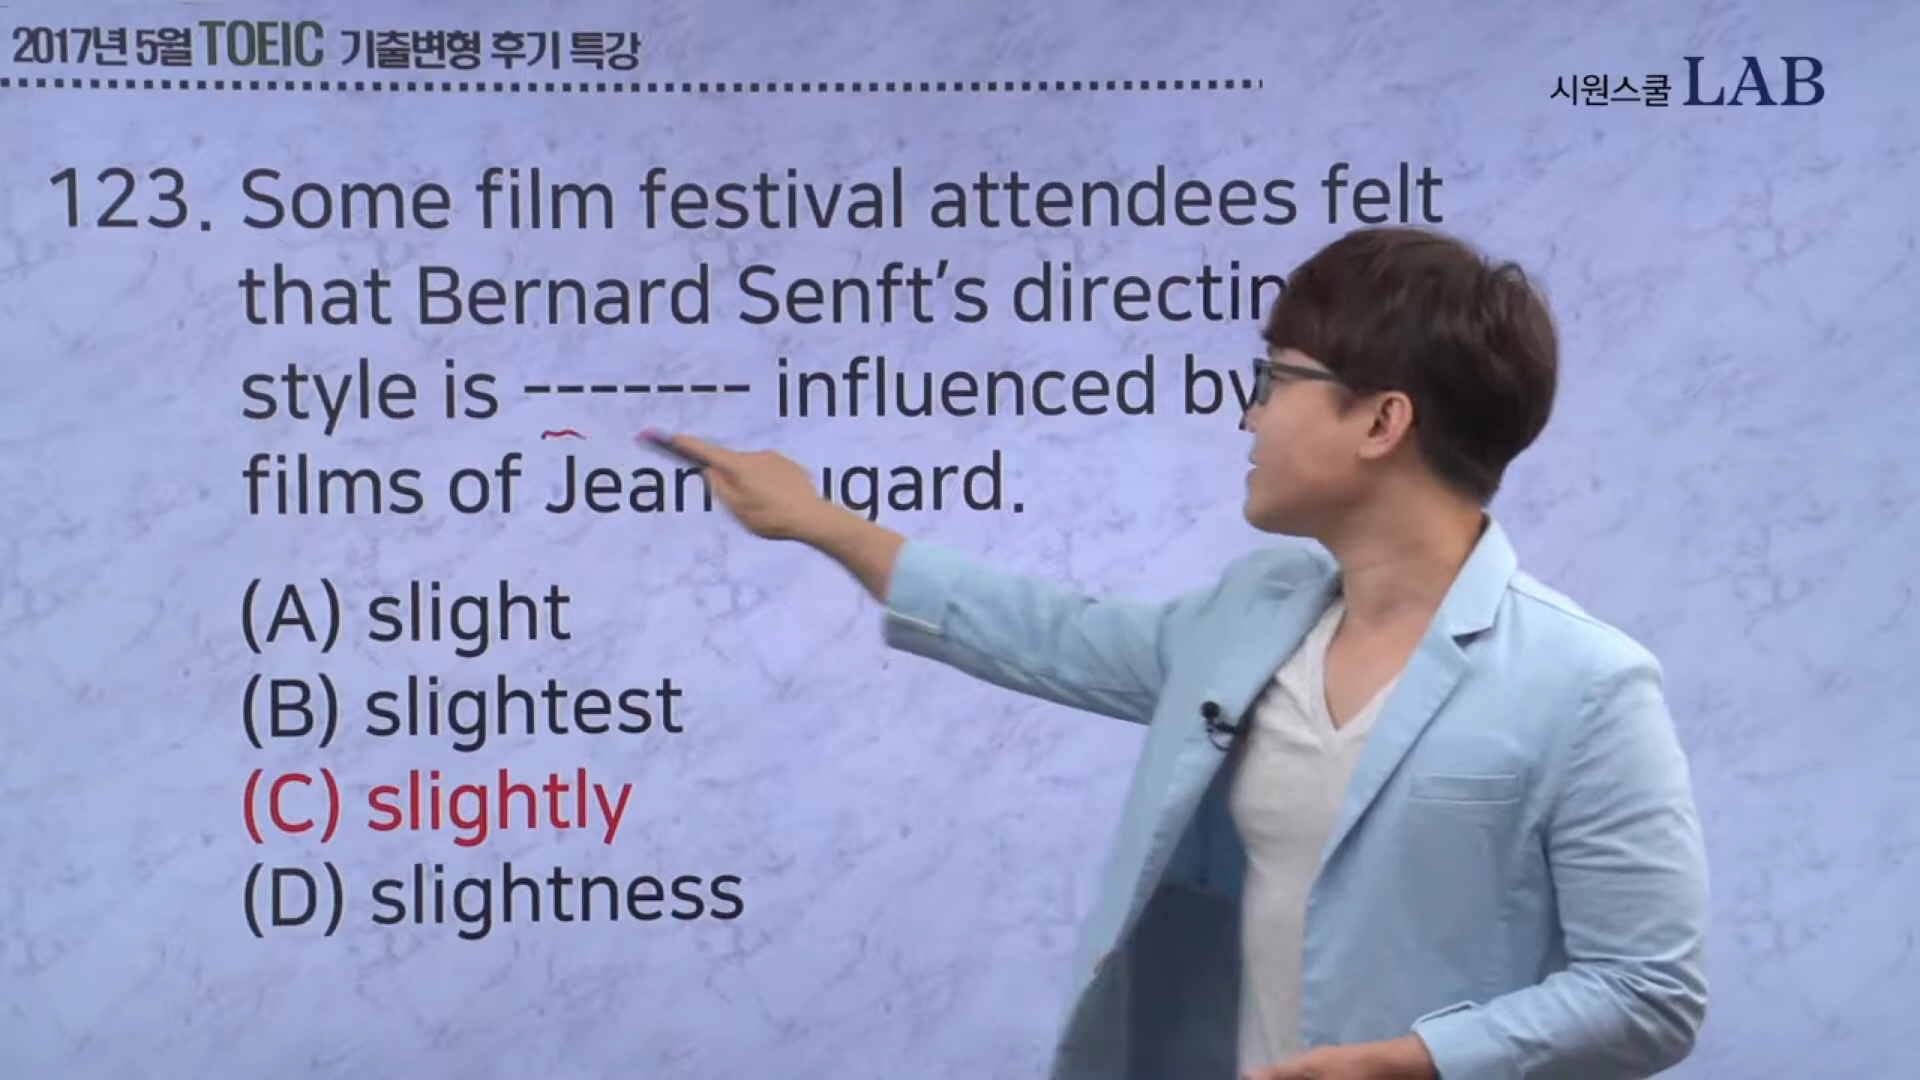 2017년 5월 TOEIC 기출변형 후기 특강
시원스쿨 LAB
123. Some film festival attendees felt
that Bernard Senft's
style is ------- influenced by
films of Jean
(A) slight
(B) slightest
(C) slightly
(D) slightness